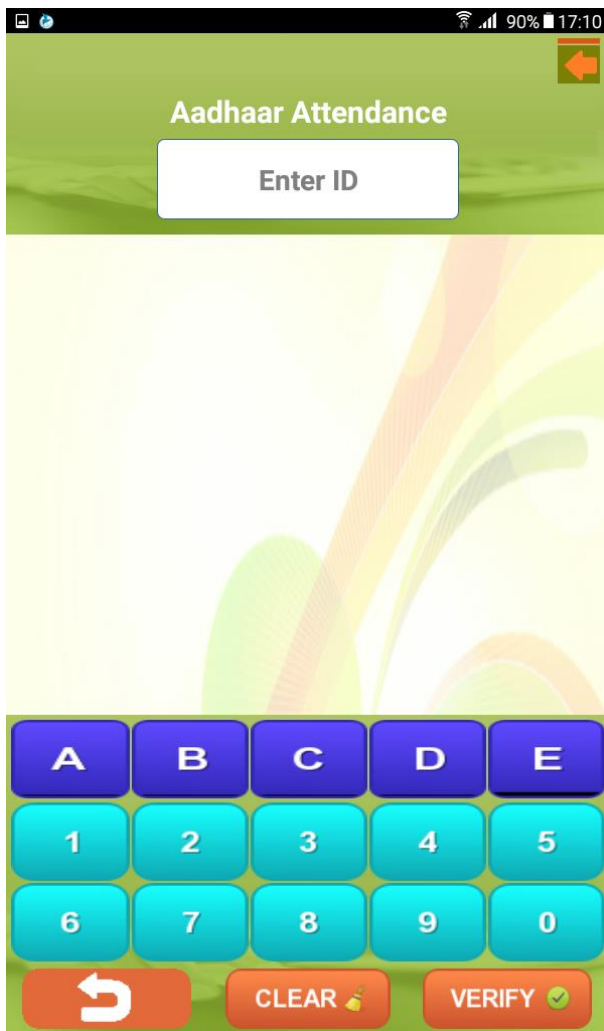 90% 17:10
Aadhaar Attendance
Enter ID
A B C D E
1 2 3 4 5
6 7 8 9 0
CLEAR VERIFY